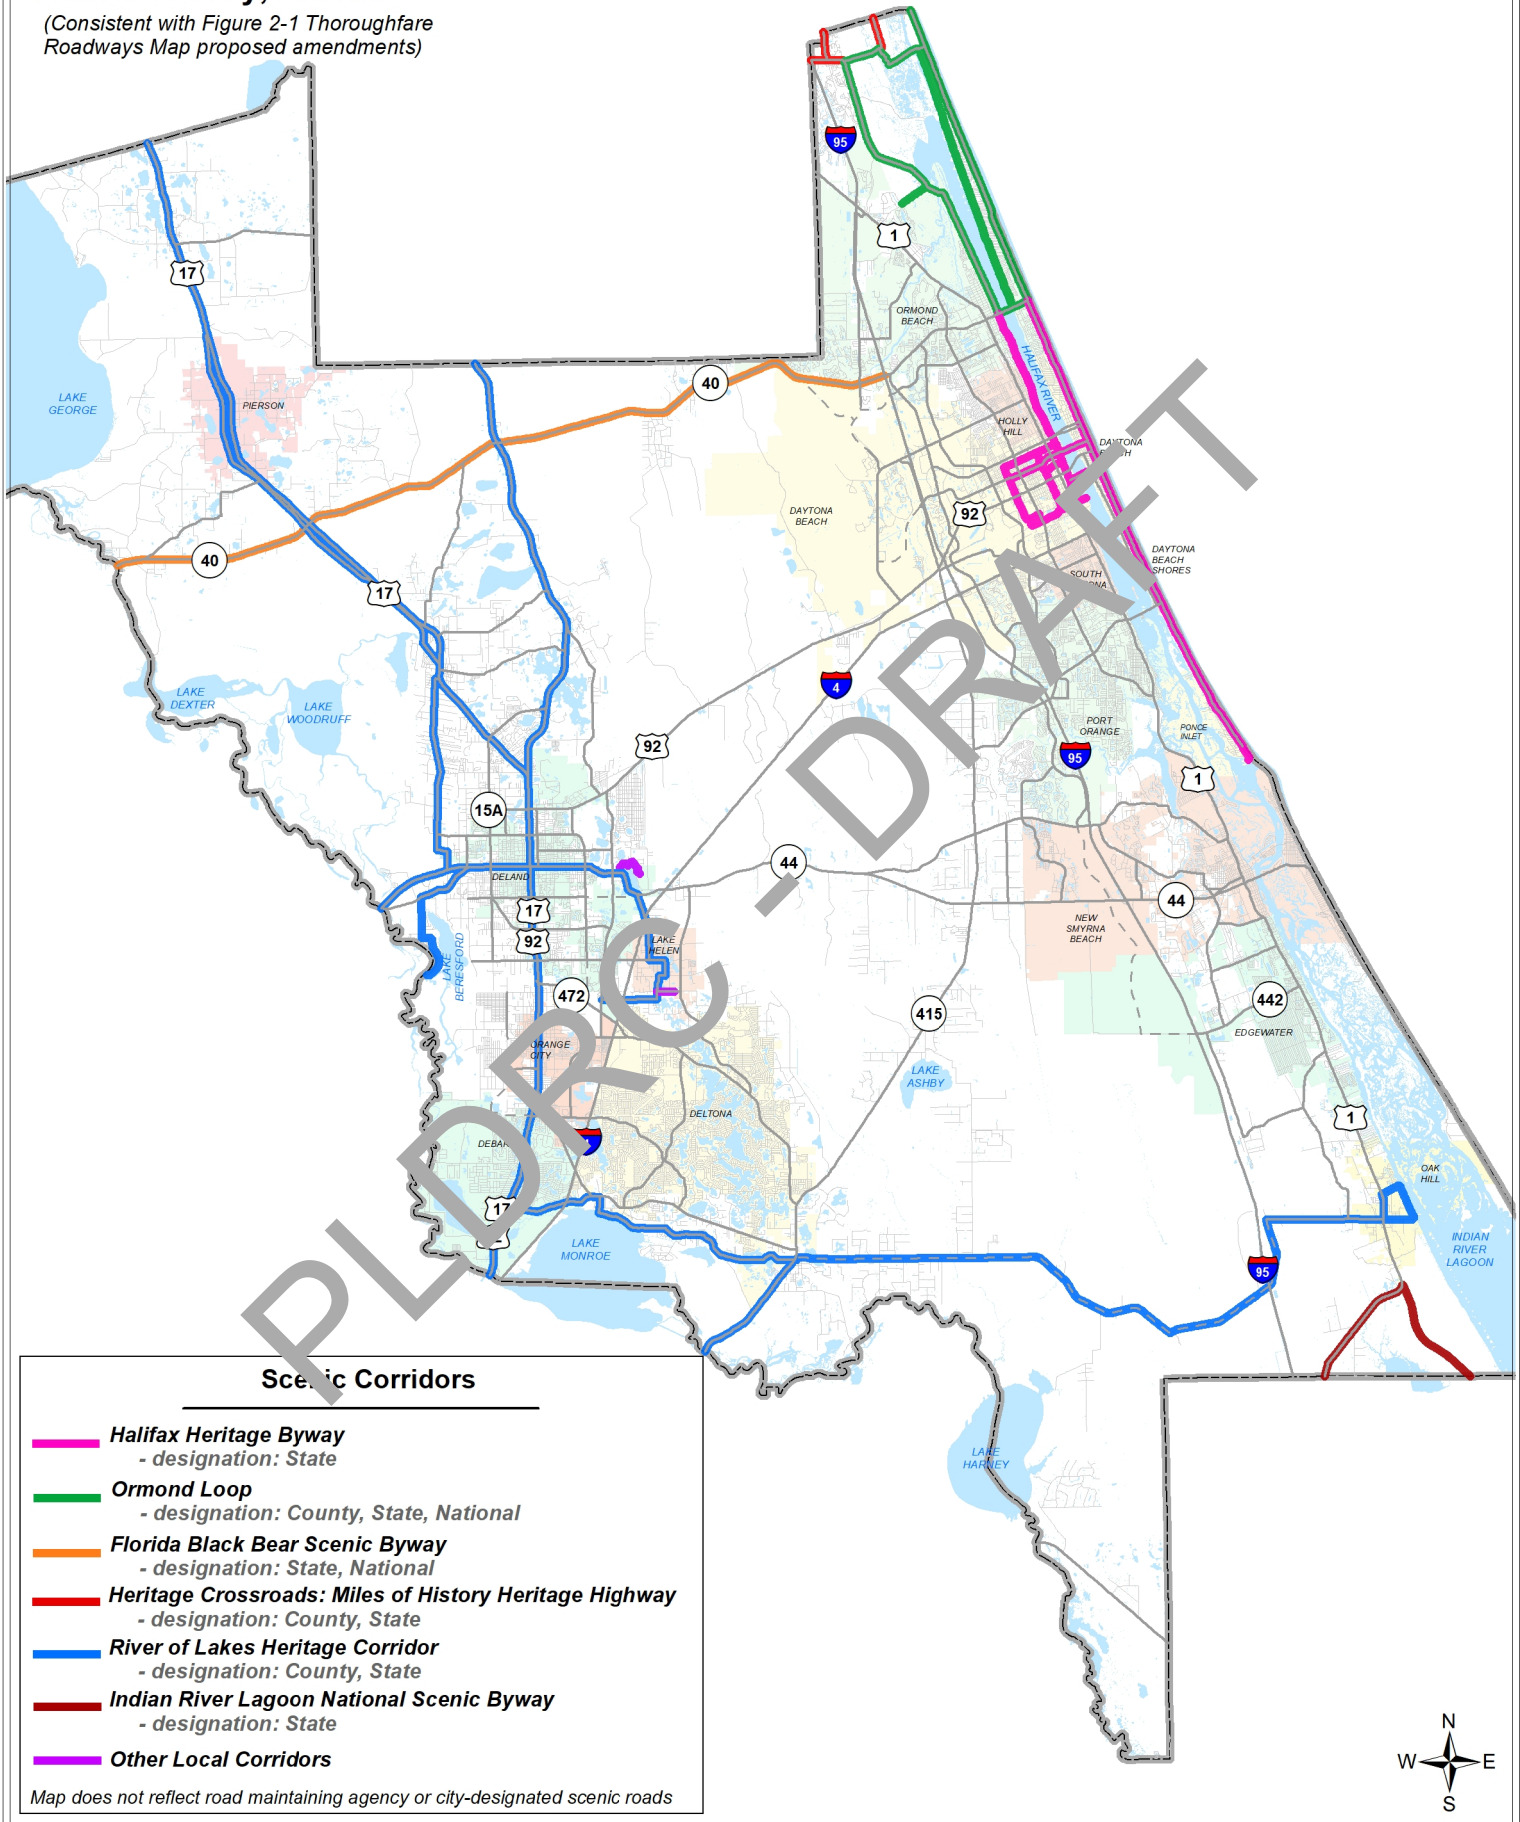 (Consistent with Figure 2-1 Thoroughfare
Roadways Map proposed amendments)
95
1
17
ORMOND
BEACH
HALIFAX RIVER
LAKE
GEORGE
PIERSON
40
HOLLY
HILL
DAYTONA
DAYTONA
BEACH
92
40
DAYTONA
BEACH
SHORES
SOUTH
17
LAKE
DEXTER
LAKE
WOODRUFF
4
92
PORT
ORANGE
PONCE
INLET
95
1
15A
44
DELAND
44
17
92
NEW
SMYRNA
BEACH
LAKE
HELEN
LAKE
BERESFORD
472
415
442
EDGEWATER
ORANGE
CITY
LAKE
ASHBY
DELTONA
1
OAK
HILL
17
LAKE
MONROE
INDIAN
RIVER
LAGOON
95
PLDRC - DRAFT
Scenic Corridors
Halifax Heritage Byway
- designation: State
Ormond Loop
- designation: County, State, National
Florida Black Bear Scenic Byway
- designation: State, National
Heritage Crossroads: Miles of History Heritage Highway
- designation: County, State
River of Lakes Heritage Corridor
- designation: County, State
Indian River Lagoon National Scenic Byway
- designation: State
Other Local Corridors
Map does not reflect road maintaining agency or city-designated scenic roads
LAKE
HARNEY
N
W E
S